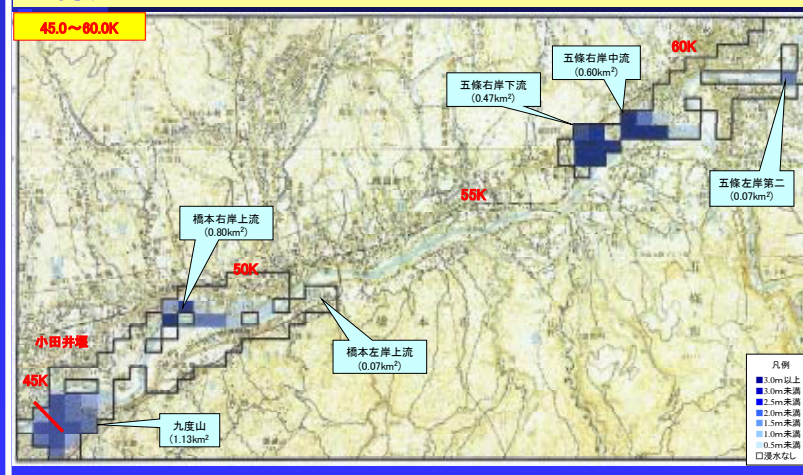 45.0～60.0K
60K
五條右岸中流
(0.60km²)
五條右岸下流
(0.47km²)
五條左岸第二
(0.07km²)
55K
橋本右岸上流
(0.80km²)
50K
橋本左岸上流
(0.07km²)
小田井堰
45K
九度山
(1.13km²
凡例
3.0m以上
3.0m未満
2.5m未満
2.0m未満
1.5m未満
1.0m未満
0.5m未満
浸水なし